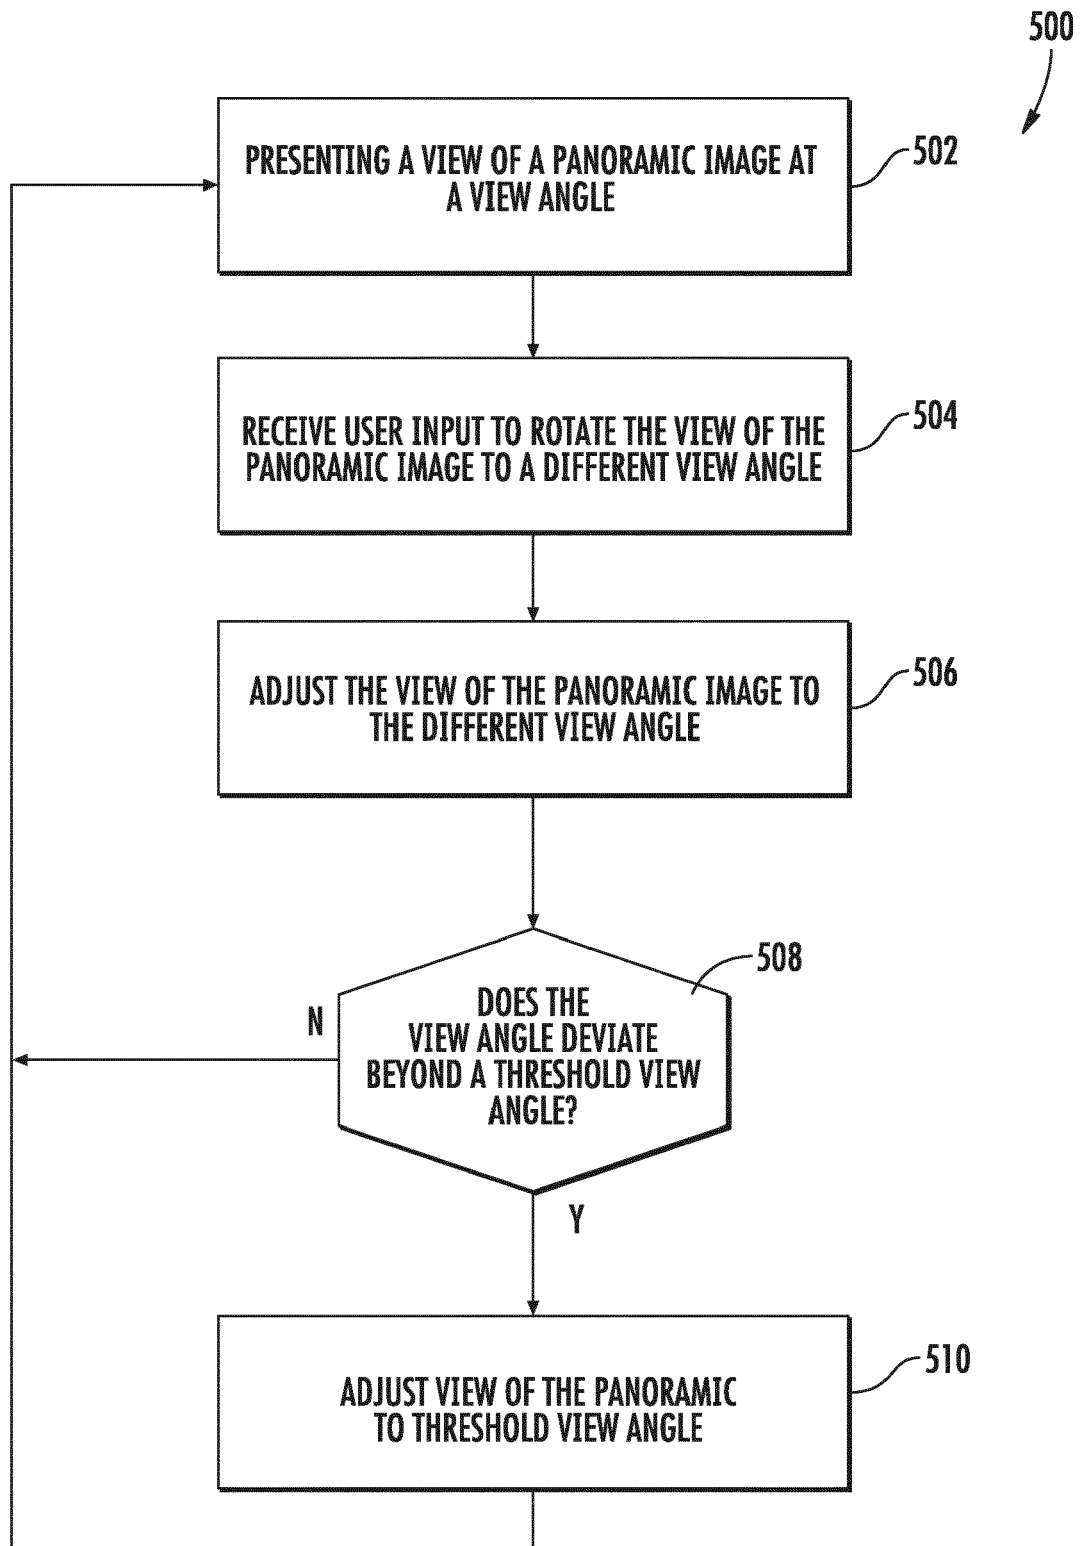 500
PRESENTING A VIEW OF A PANORAMIC IMAGE AT
A VIEW ANGLE
502
RECEIVE USER INPUT TO ROTATE THE VIEW OF THE
PANORAMIC IMAGE TO A DIFFERENT VIEW ANGLE
504
ADJUST THE VIEW OF THE PANORAMIC IMAGE TO
THE DIFFERENT VIEW ANGLE
506
DOES THE
VIEW ANGLE DEVIATE
BEYOND A THRESHOLD VIEW
ANGLE?
508
N
Y
ADJUST VIEW OF THE PANORAMIC
TO THRESHOLD VIEW ANGLE
510